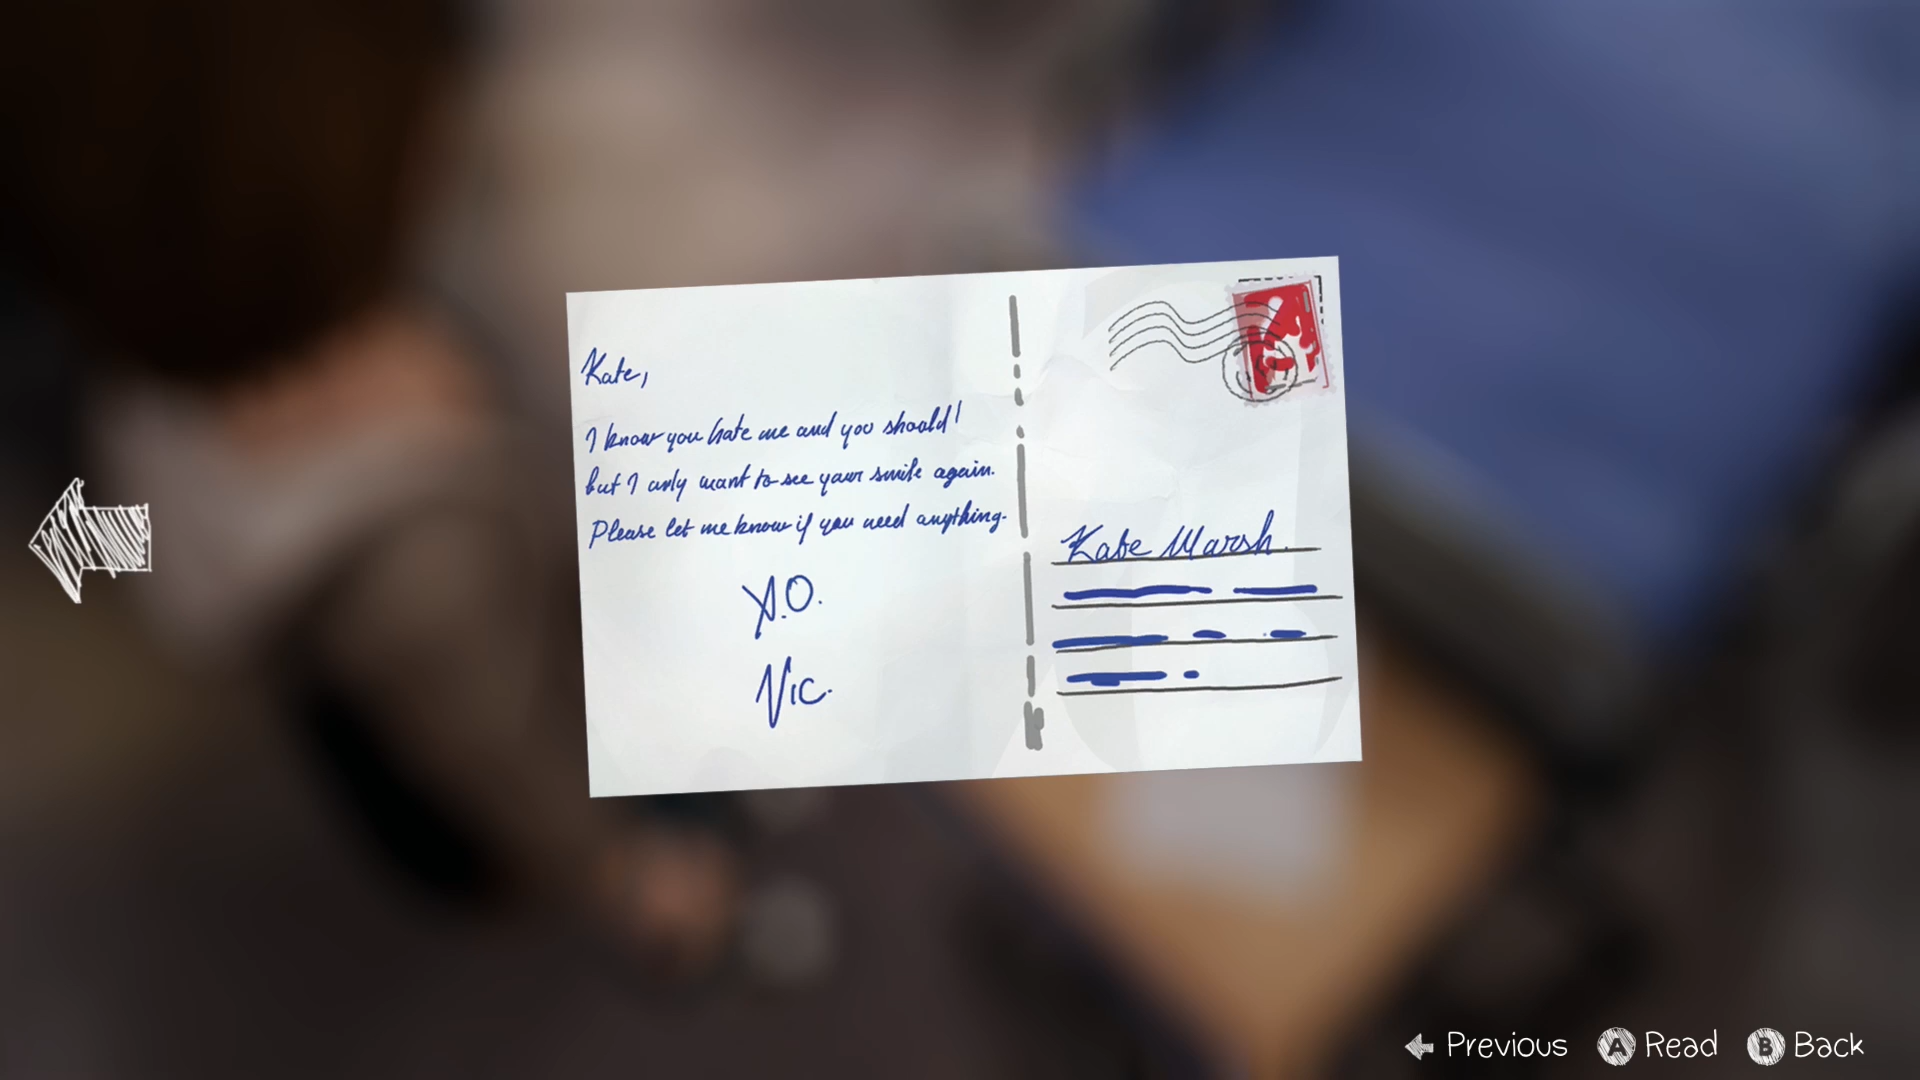 Kate,
I know you hate me and you should!
but I only want to see your smile again.
Please let me know if you need anything.
X.O.
Vic.
Kate Marsh.
Previous
A Read
B Back